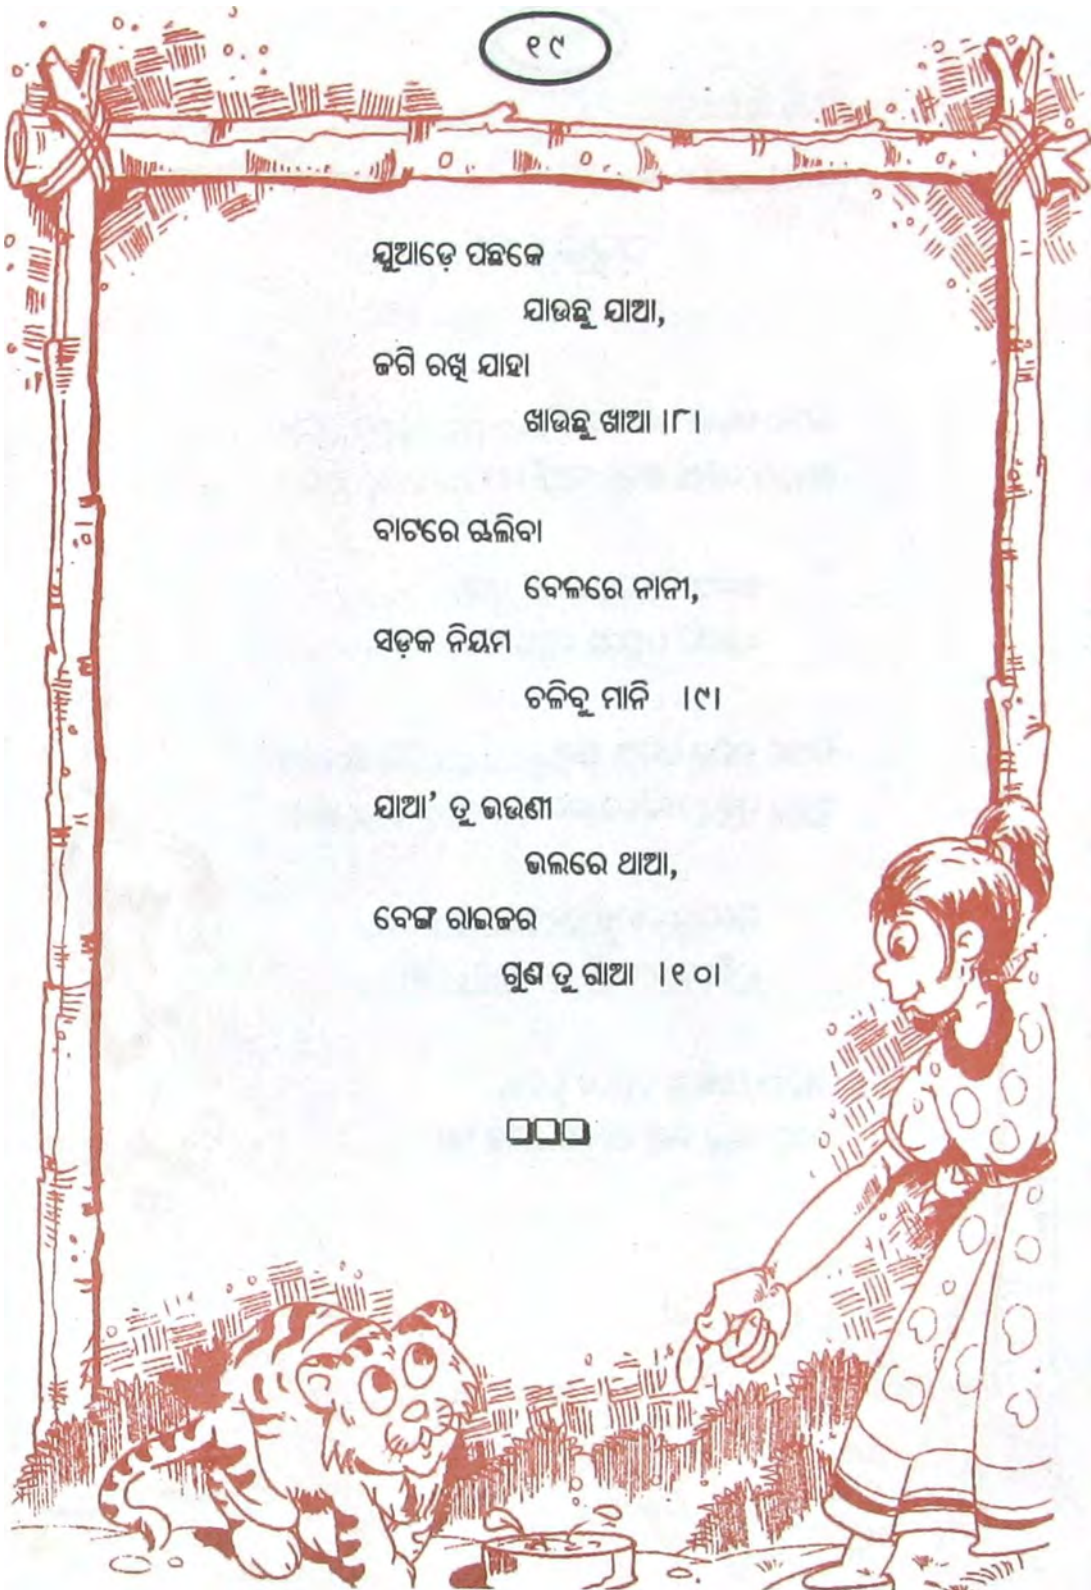 ୧୯
ଯୁଆଡ଼େ ପଛକେ
ଯାଉଛୁ ଯାଆ,
ଜଗି ରଖି ଯାହା
ଖାଉଛୁ ଖାଆ ।୮।
ବାଟରେ ଚାଲିବା
ବେଳରେ ନାନୀ,
ସଡ଼କ ନିୟମ
ଚଳିବୁ ମାନି ।୯।
ଯାଆ' ତୁ ଭଉଣୀ
ଭଲରେ ଥାଆ,
ବେଙ୍ଗ ରାଇଜର
ଗୁଣ ତୁ ଗାଆ ।୧୦।